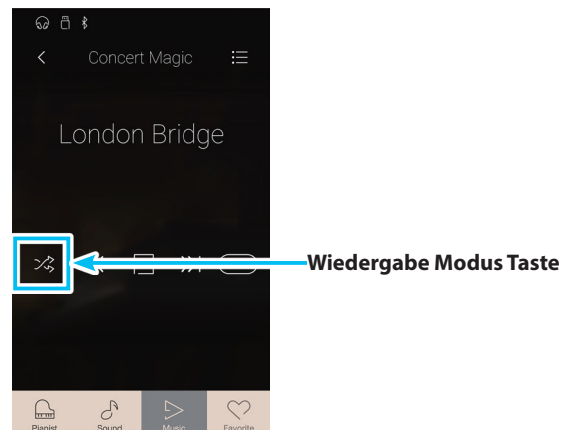 Concert Magic
London Bridge
Wiedergabe Modus Taste
Pianist Sound Music Favorite